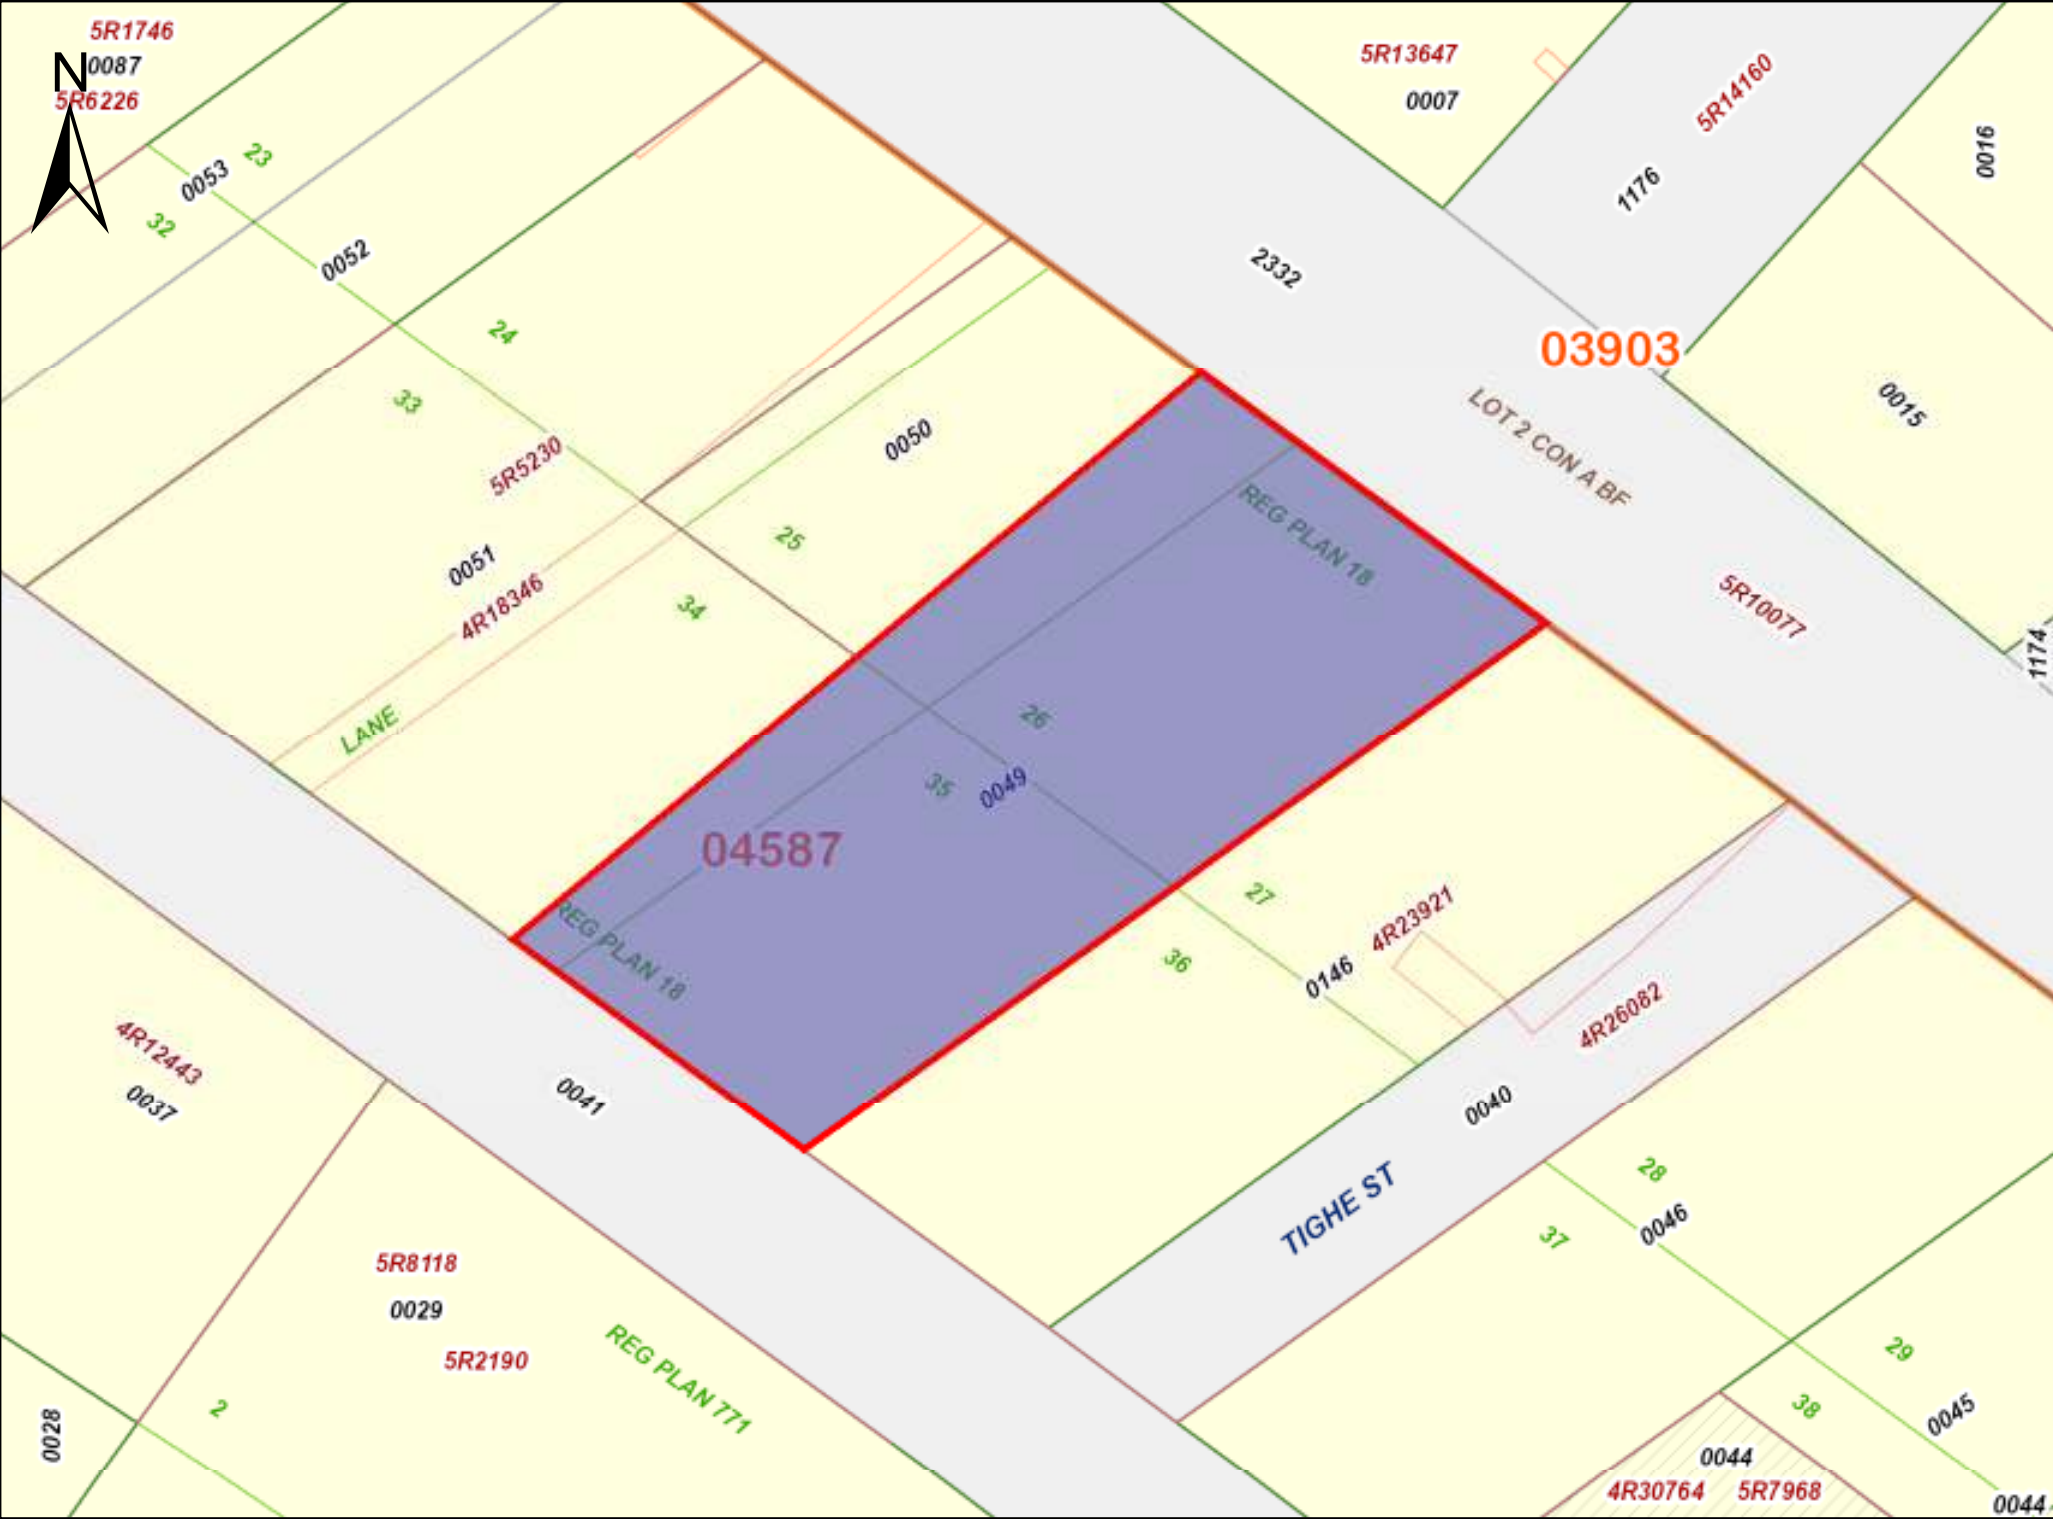 5R1746
N
0087
5R6226
5R13647
0007
5R14160
1176
0016
23
0053
32
0052
2332
24
33
03903
0015
LOT 2 CON A BF
5R5230
0050
REG PLAN 18
25
0051
4R18346
34
5R10077
1174
LANE
26
35
0049
04587
REG PLAN 18
27
36
4R23921
0146
4R26082
4R12443
0037
0041
0040
28
TIGHE ST
0046
37
5R8118
0029
5R2190
REG PLAN 771
29
38
0045
2
0028
0044
4R30764
5R7968
0044